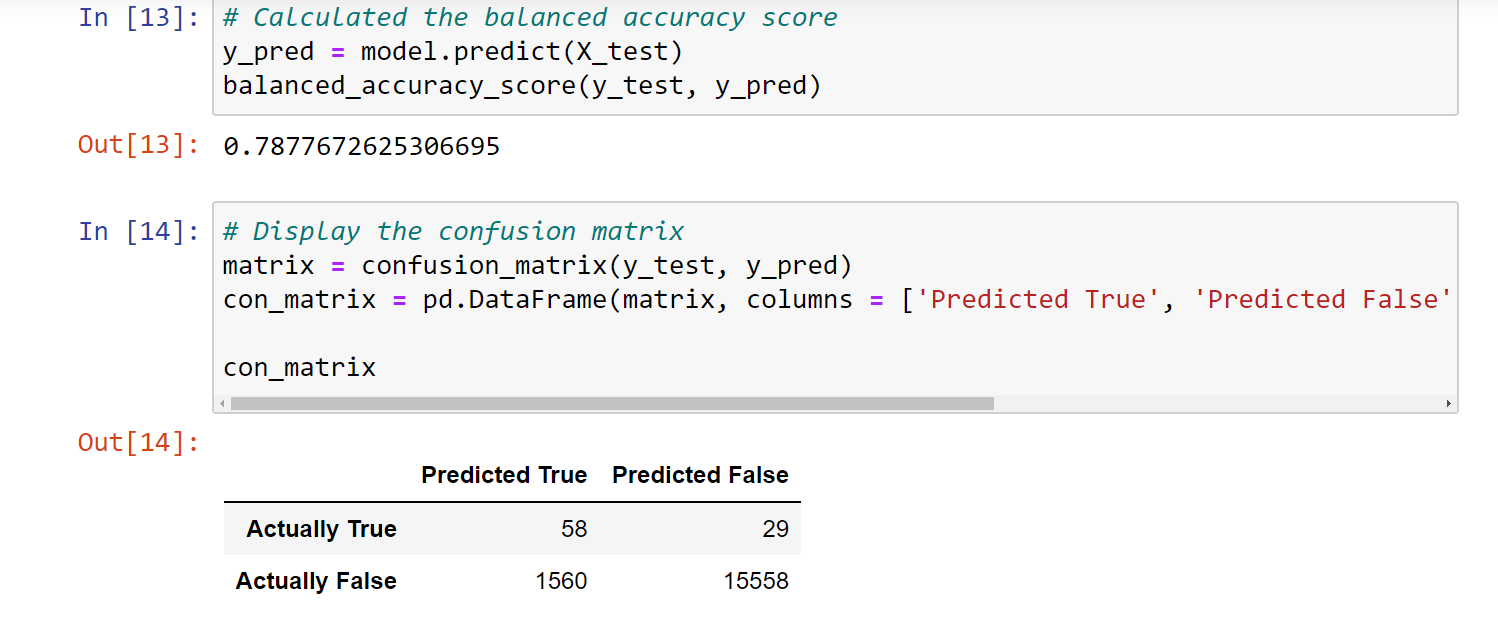 In [13]: # Calculated the balanced accuracy score
y_pred = model.predict(X_test)
balanced_accuracy_score(y_test, y_pred)
Out[13]: 0.7877672625306695
In [14]: # Display the confusion matrix
matrix = confusion_matrix(y_test, y_pred)
con_matrix = pd.DataFrame(matrix, columns = ['Predicted True', 'Predicted False'
con_matrix
Out[14]:
Predicted True Predicted False
Actually True 58 29
Actually False 1560 15558